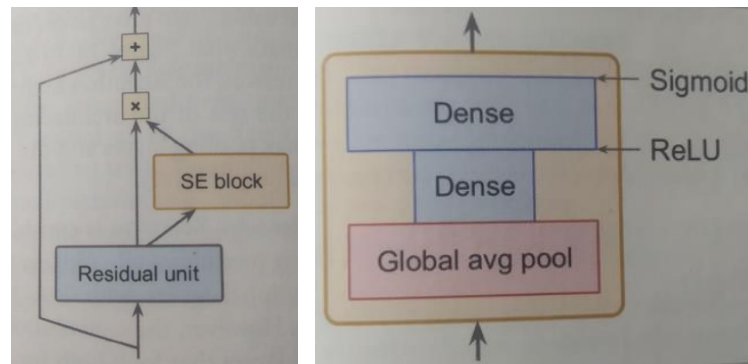 +
×
SE block
Residual unit
Sigmoid
Dense
ReLU
Dense
Global avg pool